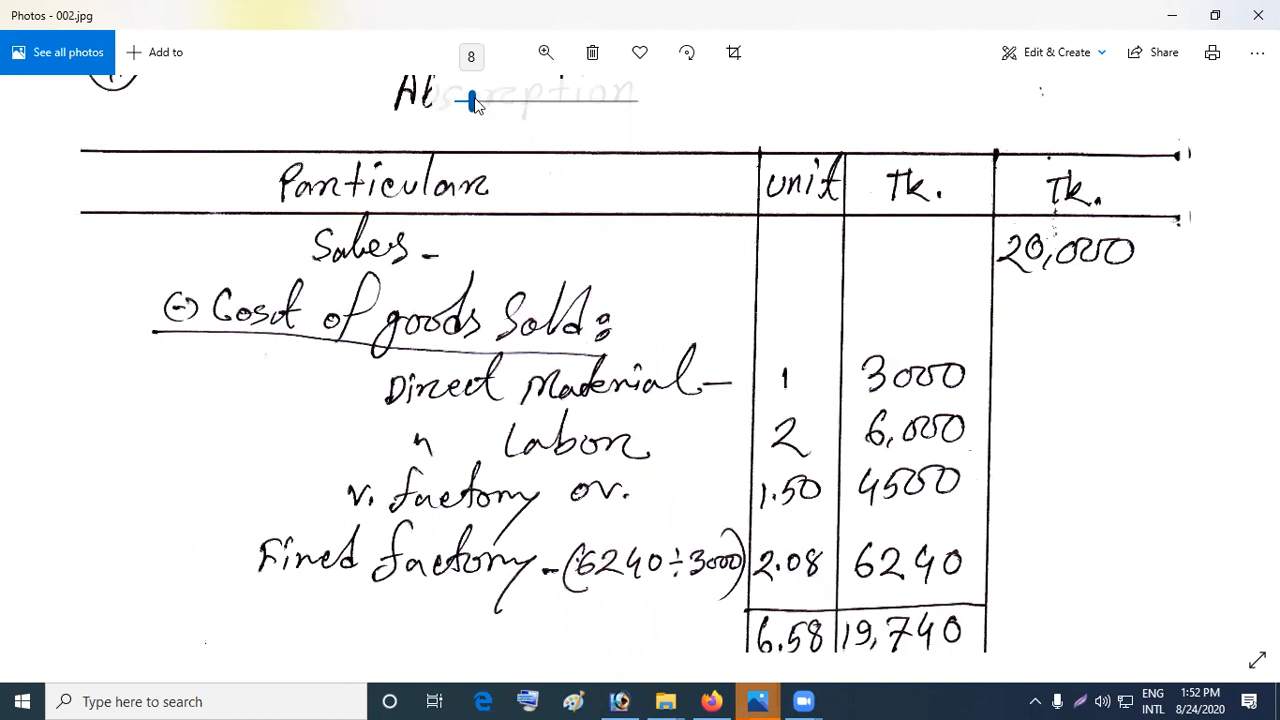 Photos - 002.jpg
See all photos
Add to
8
Edit & Create
Share
Absorption
Particular unit Tk. Tk.
Sales - 20,000
(-) Cosst of goods Sold:
Direct Material - 1 3000
" Labor 2 6,000
v. factory ov. 1.50 4500
Fixed factory - (6240÷3000) 2.08 6240
6.58 19,740
Type here to search
ENG
INTL
1:52 PM
8/24/2020